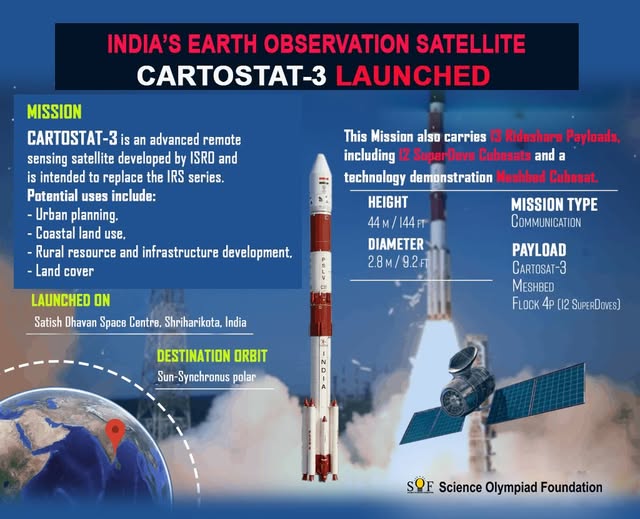 INDIA'S EARTH OBSERVATION SATELLITE
CARTOSTAT-3 LAUNCHED
MISSION
CARTOSTAT-3 is an advanced remote
sensing satellite developed by ISRO and
is intended to replace the IRS series.
Potential uses include:
- Urban planning,
- Coastal land use,
- Rural resource and infrastructure development,
- Land cover
LAUNCHED ON
Satish Dhavan Space Centre, Shriharikota, India
DESTINATION ORBIT
Sun-Synchronus polar
This Mission also carries 13 Rideshare Payloads,
including 12 SuperDove Cubesats and a
technology demonstration Meshbed Cubesat.
HEIGHT
44 M / 144 FT
DIAMETER
2.8 M / 9.2 FT
MISSION TYPE
COMMUNICATION
PAYLOAD
CARTOSAT-3
MESHBED
FLOCK 4P (12 SUPERDOVES)
PSLV
INDIA
SOF Science Olympiad Foundation